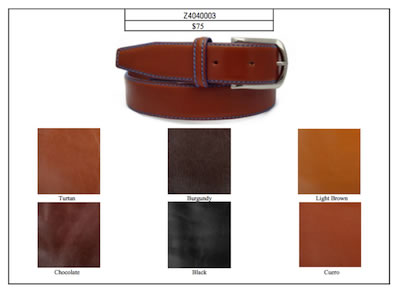 Z4040003
$75
Turtan
Burgundy
Light Brown
Chocolate
Black
Cuero